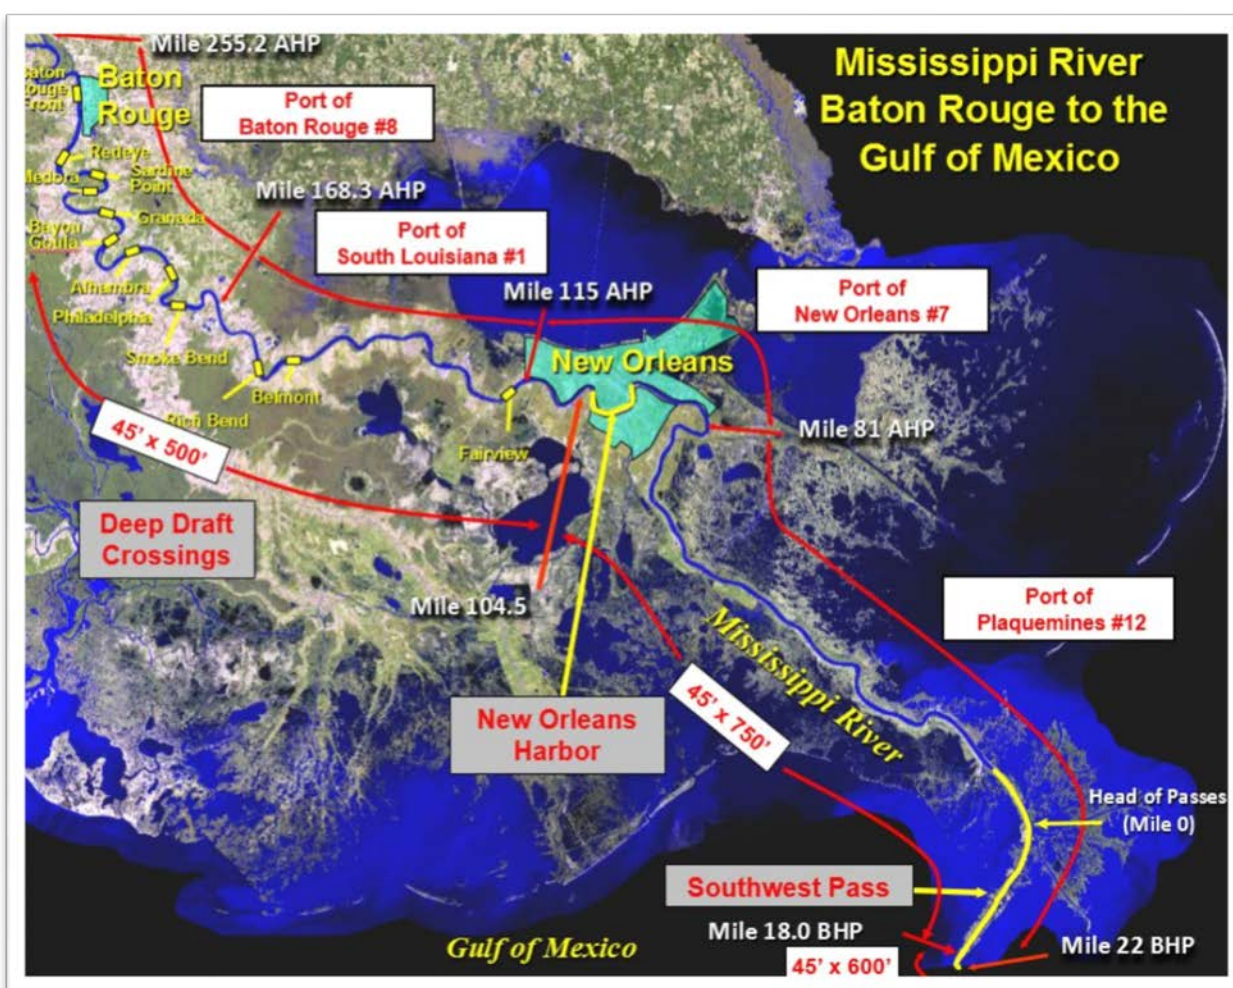 Mile 255.2 AHP
Mississippi River
Baton Rouge to the
Gulf of Mexico
Baton
Rouge
Port of
Baton Rouge #8
Redeye
Sardine
Point
Medora
Mile 168.3 AHP
Granada
Bayou
Goula
Port of
South Louisiana #1
Alhambra
Mile 115 AHP
Port of
New Orleans #7
Philadelphia
Smoke Bend
New Orleans
Belmont
Rich Bend
45' x 500'
Fairview
Mile 81 AHP
Deep Draft
Crossings
Mile 104.5
Port of
Plaquemines #12
Mississippi River
45' x 750'
New Orleans
Harbor
Head of Passes
(Mile 0)
Southwest Pass
Mile 18.0 BHP
Gulf of Mexico
Mile 22 BHP
45' x 600'